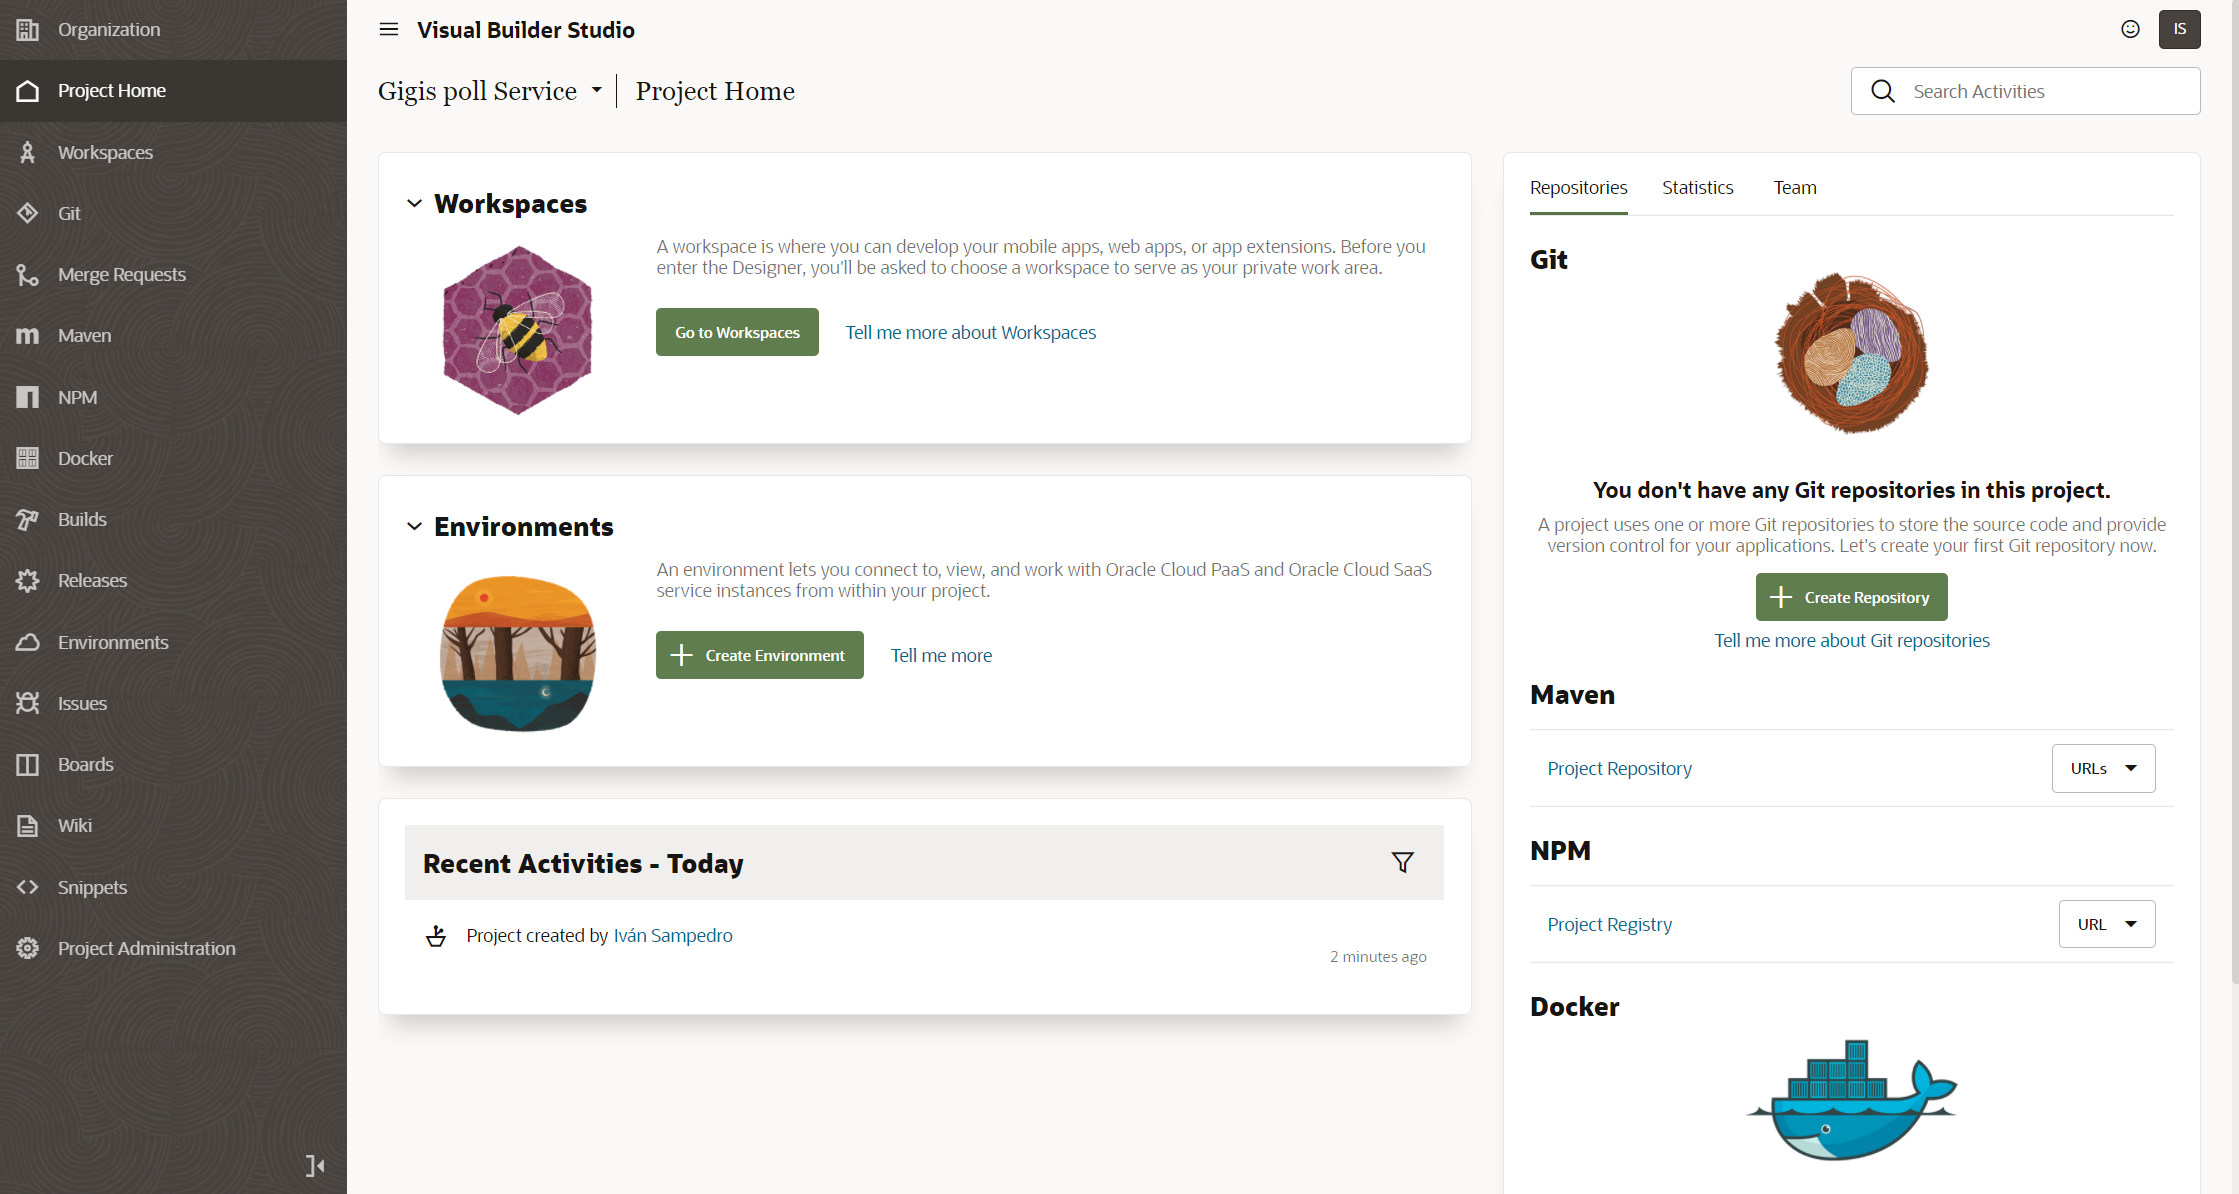 Organization
Project Home
Workspaces
Git
Merge Requests
Maven
NPM
Docker
Builds
Releases
Environments
Issues
Boards
Wiki
Snippets
Project Administration
Visual Builder Studio
IS
Gigis poll Service
Project Home
Search Activities
Workspaces
A workspace is where you can develop your mobile apps, web apps, or app extensions. Before you
enter the Designer, you'll be asked to choose a workspace to serve as your private work area.
Go to Workspaces
Tell me more about Workspaces
Environments
An environment lets you connect to, view, and work with Oracle Cloud PaaS and Oracle Cloud SaaS
service instances from within your project.
Create Environment
Tell me more
Recent Activities - Today
Project created by Iván Sampedro
2 minutes ago
Repositories
Statistics
Team
Git
You don't have any Git repositories in this project.
A project uses one or more Git repositories to store the source code and provide
version control for your applications. Let's create your first Git repository now.
Create Repository
Tell me more about Git repositories
Maven
Project Repository
URLs
NPM
Project Registry
URL
Docker